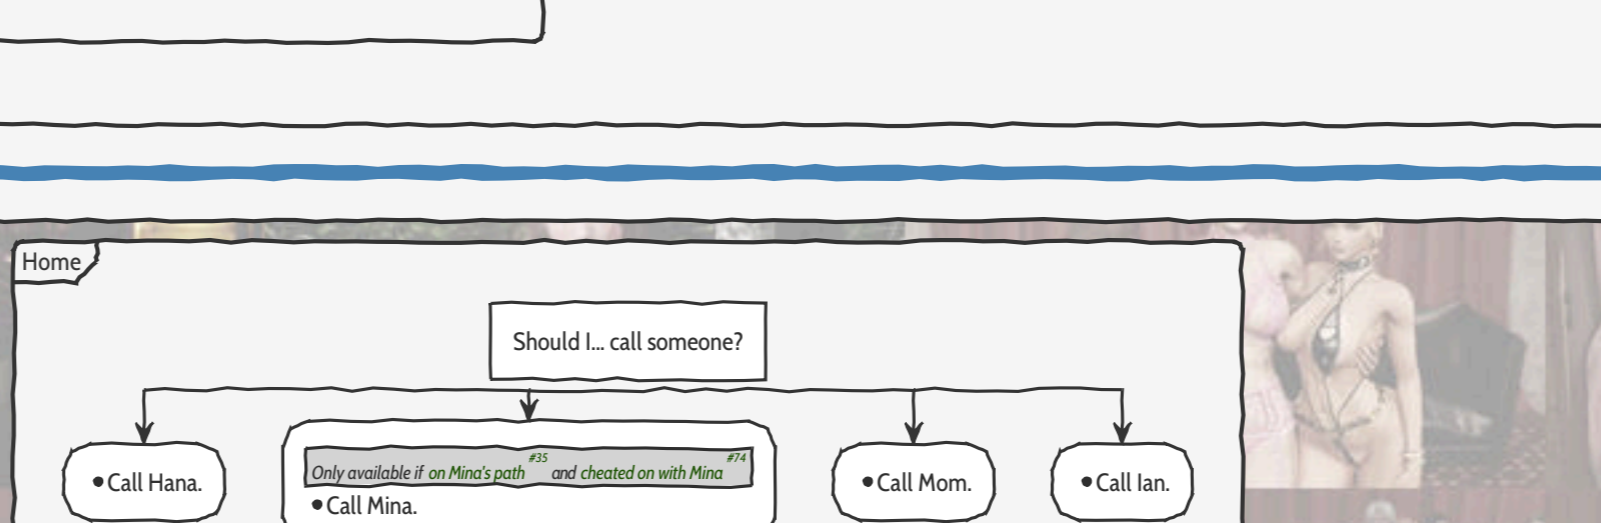 Home
Should I... call someone?
•Call Hana.
Only available if on Mina's path #35 and cheated on with Mina #74
•Call Mina.
•Call Mom.
•Call Ian.